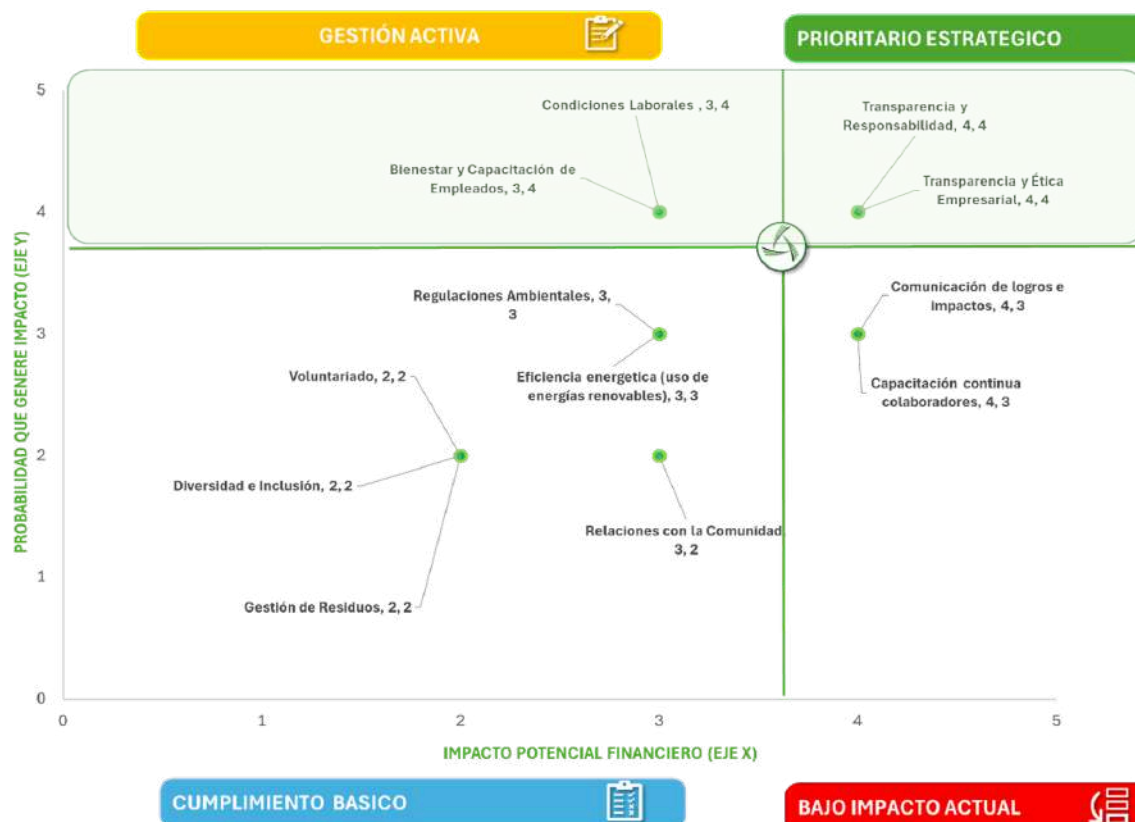 GESTIÓN ACTIVA
PRIORITARIO ESTRATEGICO
PROBABILIDAD QUE GENERE IMPACTO (EJE Y)
5
4
3
2
1
0
Condiciones Laborales , 3, 4
Transparencia y
Responsabilidad, 4, 4
Bienestar y Capacitación de
Empleados, 3, 4
Transparencia y Ética
Empresarial, 4, 4
Regulaciones Ambientales, 3,
3
Comunicación de logros e
impactos, 4, 3
Voluntariado, 2, 2
Eficiencia energetica (uso de
energías renovables), 3, 3
Capacitación continua
colaboradores, 4, 3
Diversidad e Inclusión, 2, 2
Relaciones con la Comunidad,
3, 2
Gestión de Residuos, 2, 2
0
1
2
3
4
5
IMPACTO POTENCIAL FINANCIERO (EJE X)
CUMPLIMIENTO BASICO
BAJO IMPACTO ACTUAL